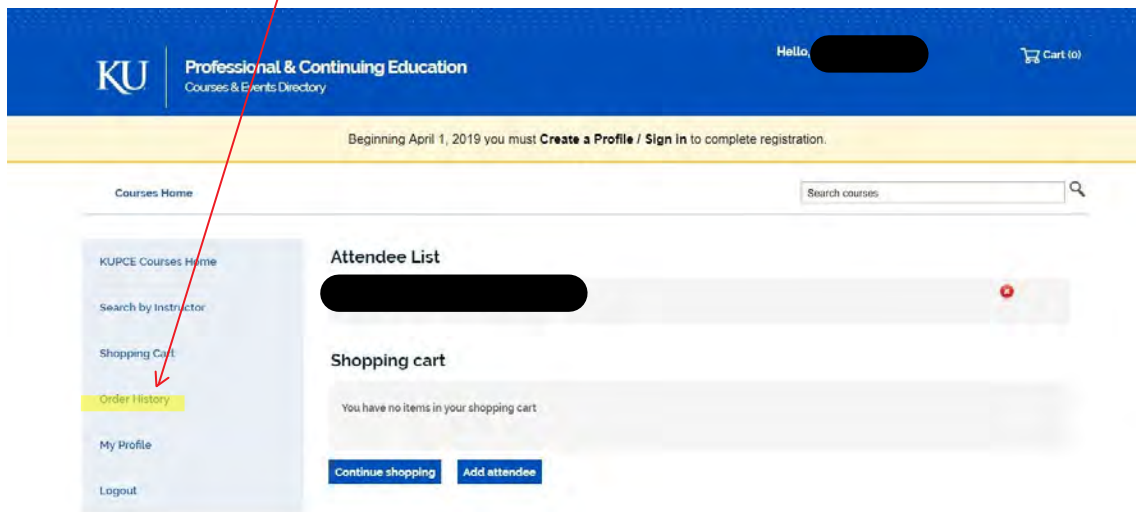 KU
Professional & Continuing Education
Courses & Events Directory
Hello,
Cart (0)
Beginning April 1, 2019 you must Create a Profile / Sign in to complete registration.
Courses Home
Search courses
KUPCE Courses Home
Search by Instructor
Shopping Cart
Order History
My Profile
Logout
Attendee List
Shopping cart
You have no items in your shopping cart
Continue shopping
Add attendee